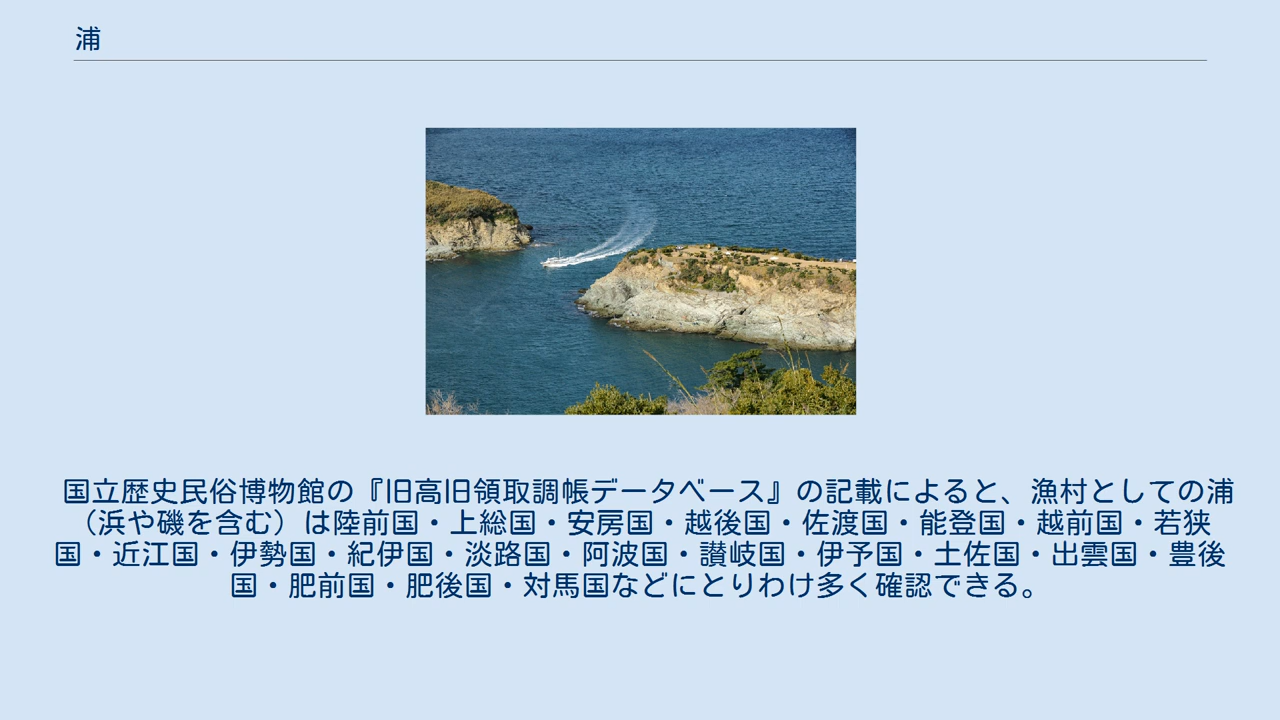 浦
国立歴史民俗博物館の『旧高旧領取調帳データベース』の記載によると、漁村としての浦
（浜や磯を含む）は陸前国・上総国・安房国・越後国・佐渡国・能登国・越前国・若狭
国・近江国・伊勢国・紀伊国・淡路国・阿波国・讃岐国・伊予国・土佐国・出雲国・豊後
国・肥前国・肥後国・対馬国などにとりわけ多く確認できる。